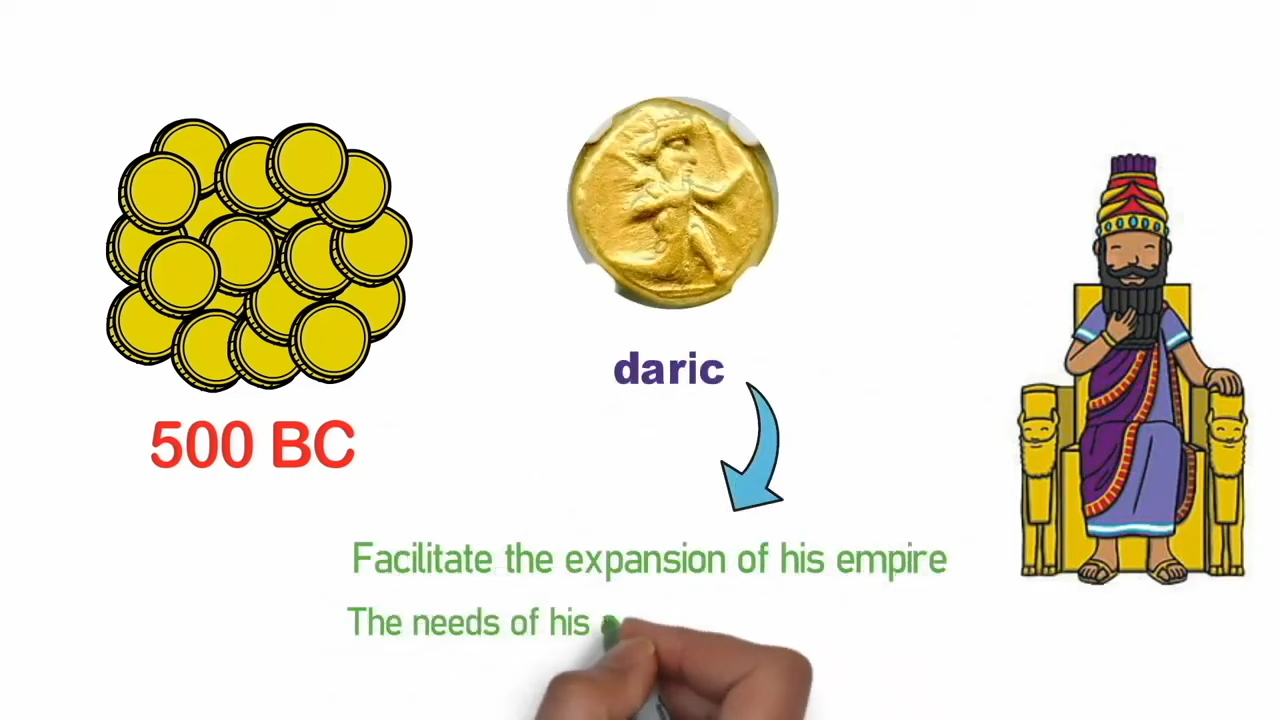 daric
500 BC
Facilitate the expansion of his empire
The needs of his